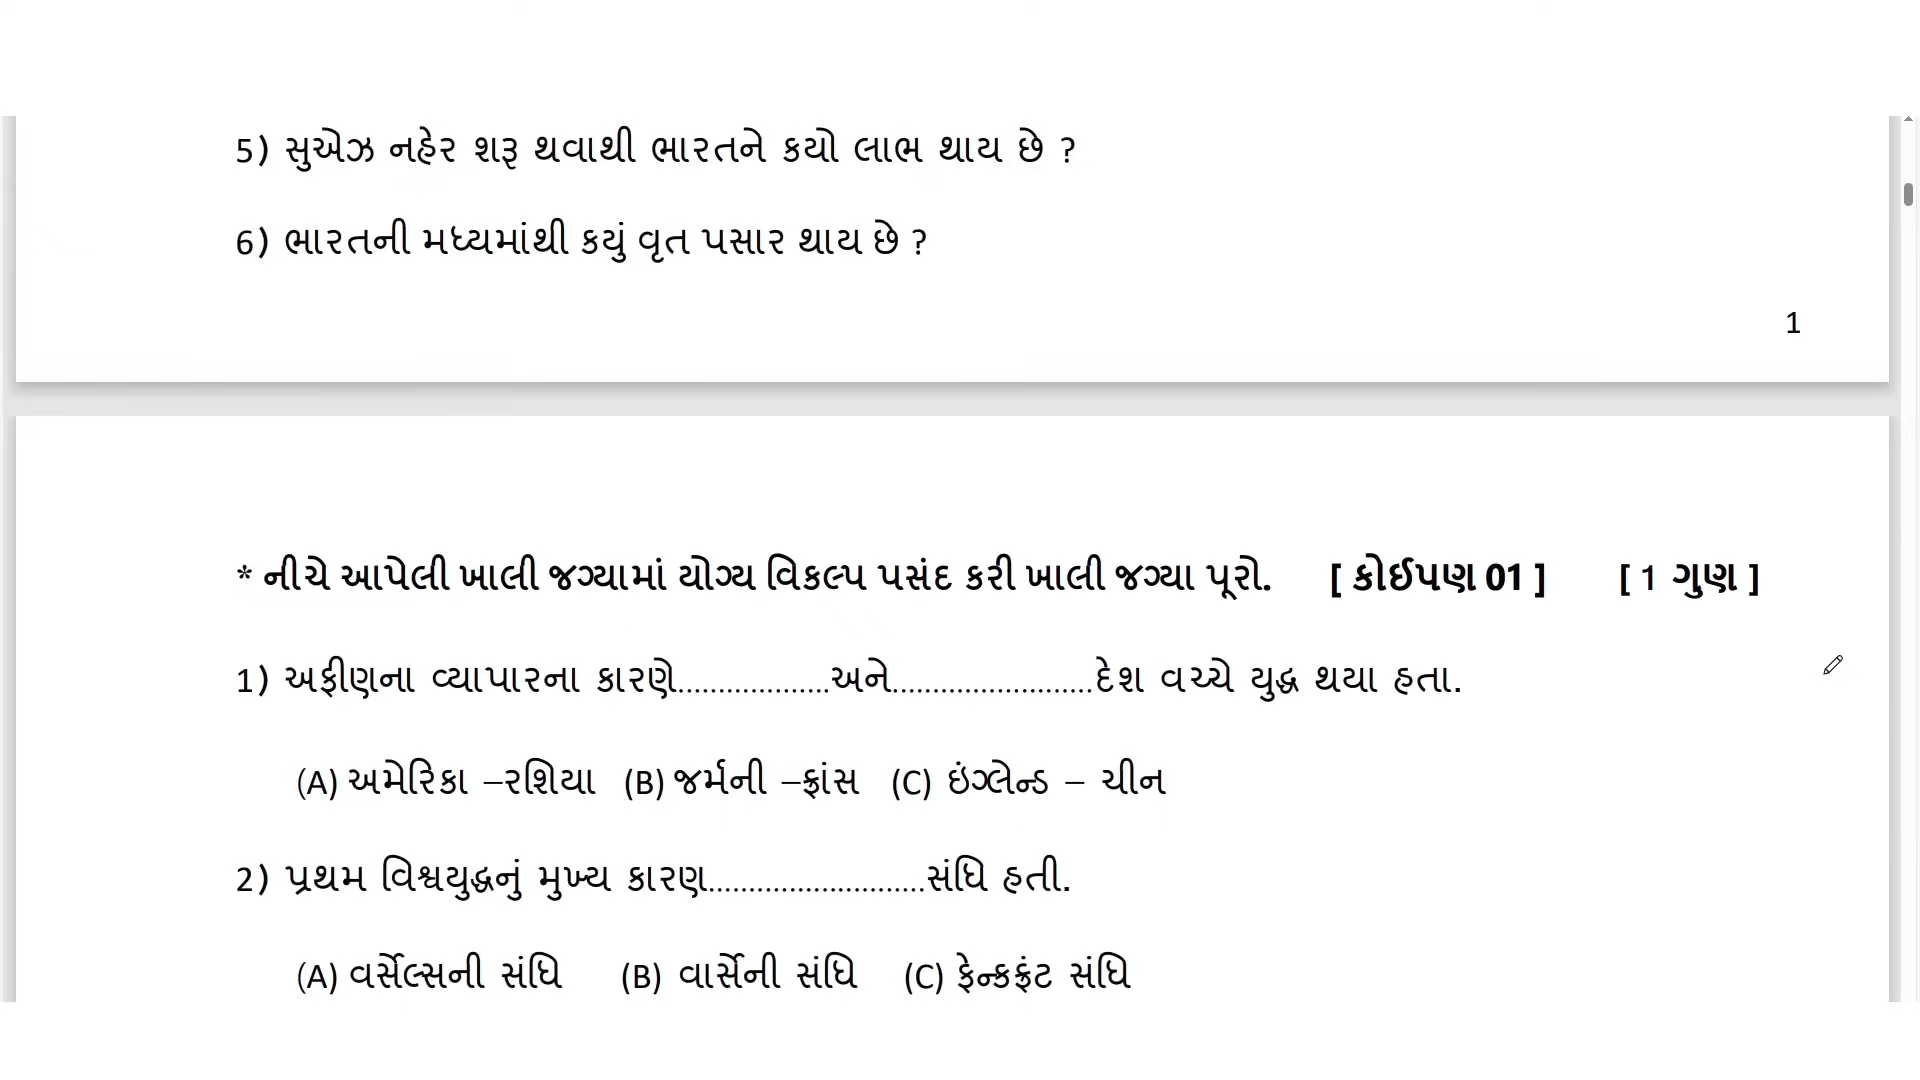 5) સુએઝ નહેર શરૂ થવાથી ભારતને કયો લાભ થાય છે ?
6) ભારતની મધ્યમાંથી કયું વૃત પસાર થાય છે ?
1
* નીચે આપેલી ખાલી જગ્યામાં યોગ્ય વિકલ્પ પસંદ કરી ખાલી જગ્યા પૂરો. [ કોઈપણ 01 ] [ 1 ગુણ ]
1) અફીણના વ્યાપારના કારણે...................અને.........................દેશ વચ્ચે યુદ્ધ થયા હતા.
(A) અમેરિકા –રશિયા (B) જર્મની –ફ્રાંસ (C) ઇંગ્લેન્ડ – ચીન
2) પ્રથમ વિશ્વયુદ્ધનું મુખ્ય કારણ...........................સંધિ હતી.
(A) વર્સેલ્સની સંધિ (B) વાર્સેની સંધિ (C) ફેન્કફ્રંટ સંધિ